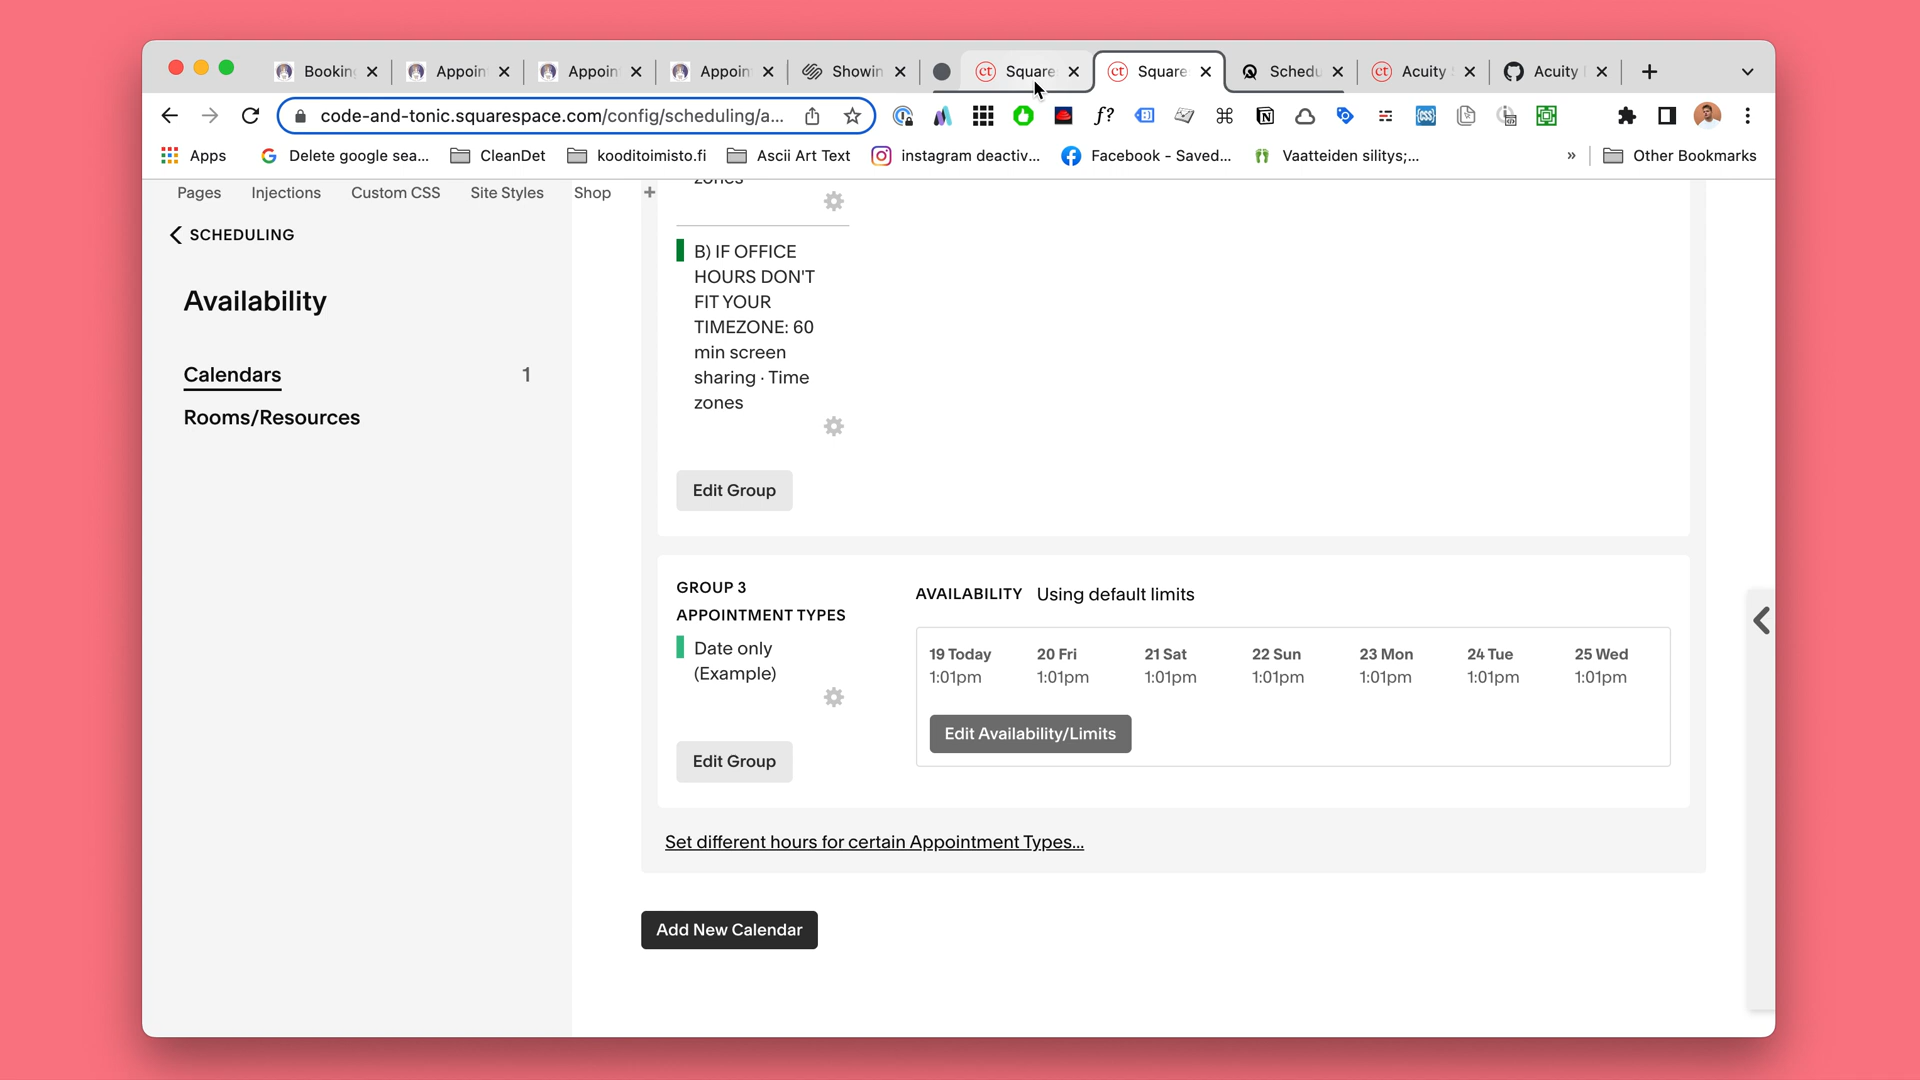 Booking
Appoin
Appoin
Appoin
Showin
ct
Square
ct
Square
Schedu
ct
Acuity
Acuity
code-and-tonic.squarespace.com/config/scheduling/a...
f?
Apps
Delete google sea...
CleanDet
kooditoimisto.fi
Ascii Art Text
instagram deactiv...
Facebook - Saved...
Vaatteiden silitys;...
»
Other Bookmarks
Pages
Injections
Custom CSS
Site Styles
Shop
+
SCHEDULING
Availability
Calendars
1
Rooms/Resources
zones
B) IF OFFICE
HOURS DON'T
FIT YOUR
TIMEZONE: 60
min screen
sharing · Time
zones
Edit Group
GROUP 3
APPOINTMENT TYPES
Date only
(Example)
Edit Group
AVAILABILITY Using default limits
19 Today
20 Fri
21 Sat
22 Sun
23 Mon
24 Tue
25 Wed
1:01pm
1:01pm
1:01pm
1:01pm
1:01pm
1:01pm
1:01pm
Edit Availability/Limits
Set different hours for certain Appointment Types...
Add New Calendar